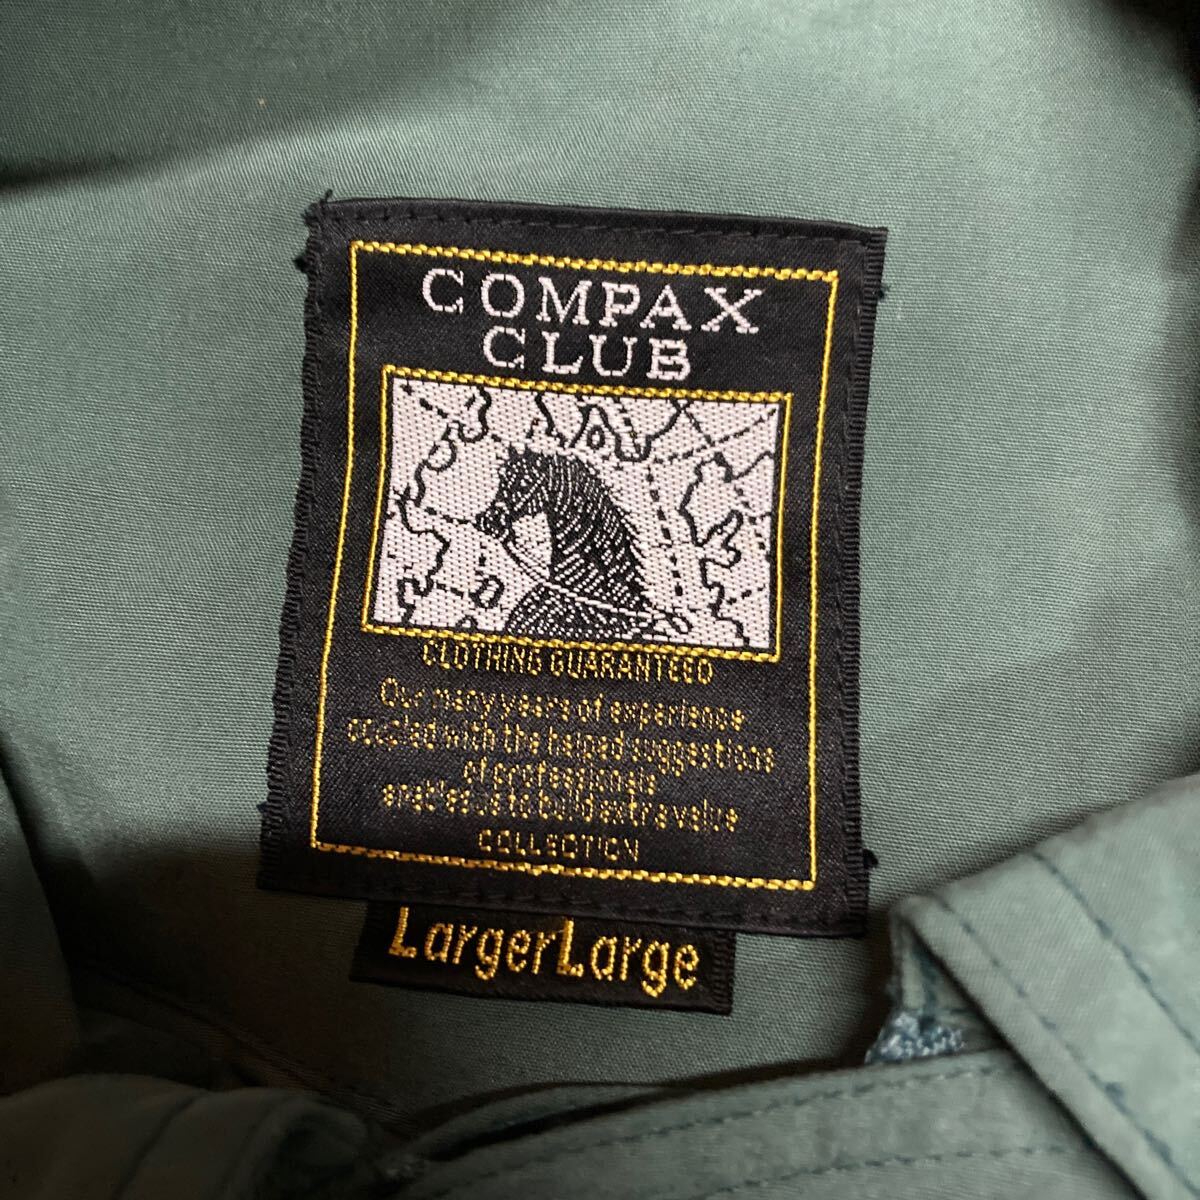 COMPAX
CLUB
CLOTHING GUARANTEED
Our many years of experience
coupled with the helped suggestions
of professionals
enables us to build extra value
COLLECTION
LargerLarge